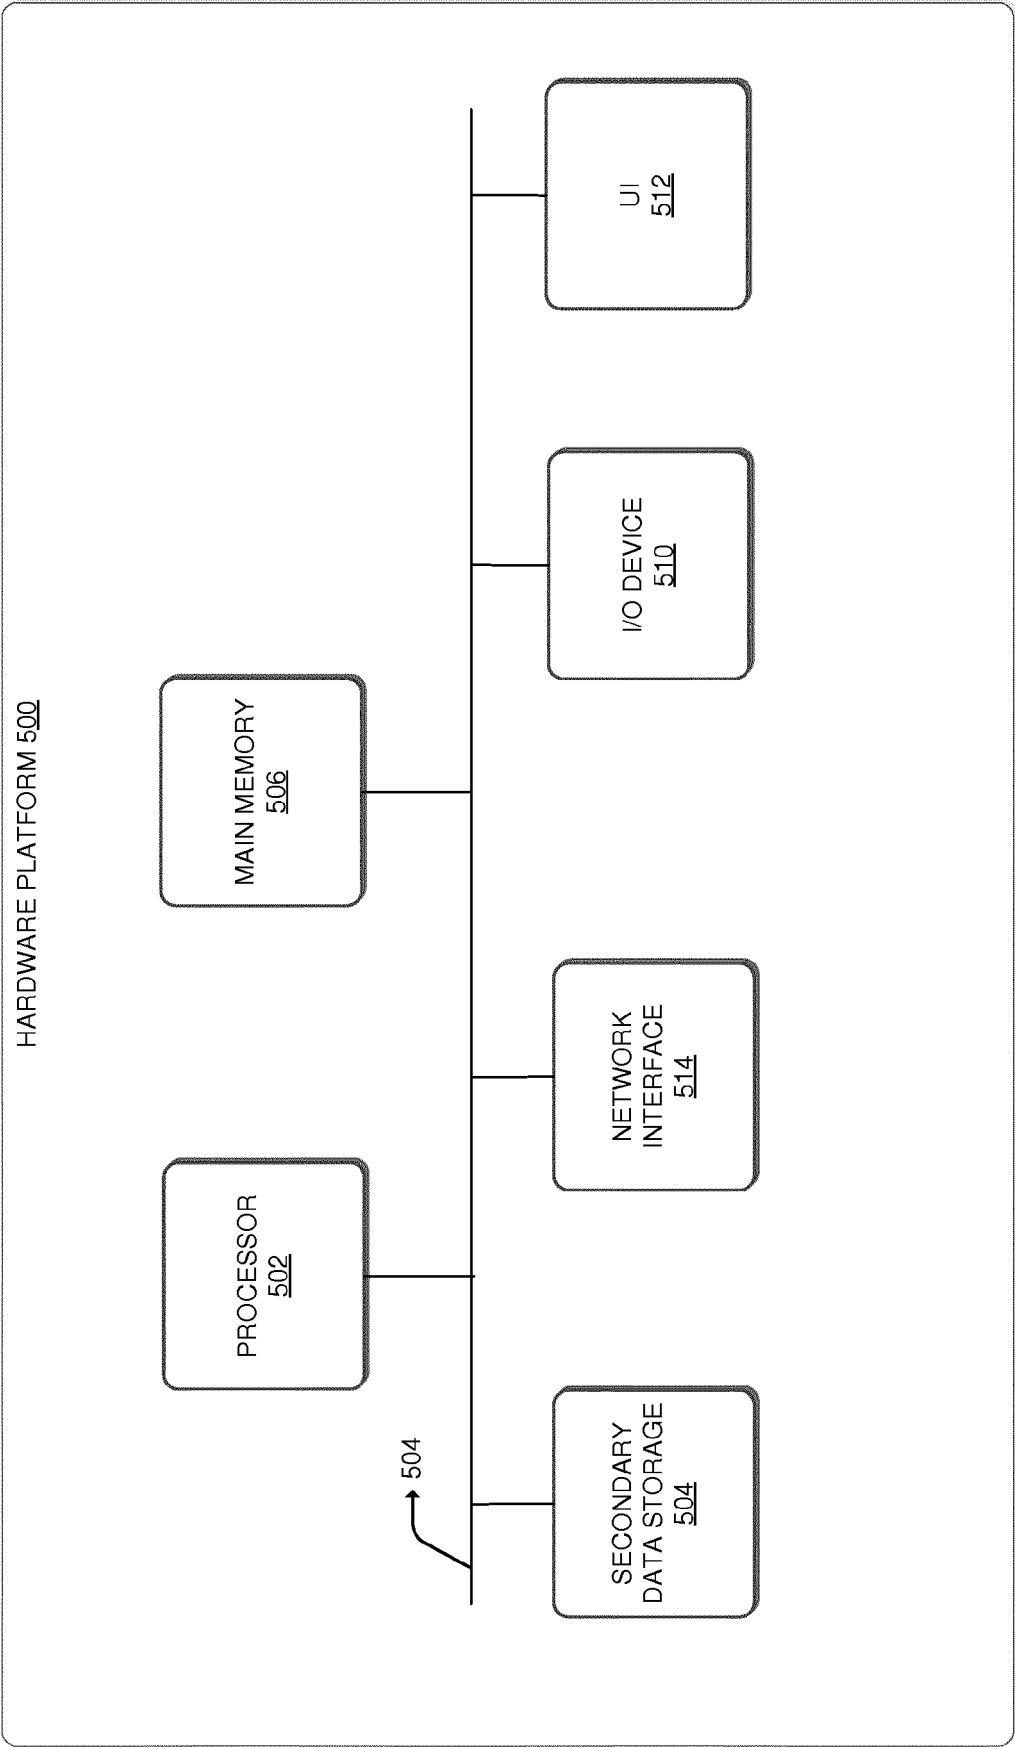 HARDWARE PLATFORM 500
PROCESSOR
502
MAIN MEMORY
506
504
SECONDARY
DATA STORAGE
504
NETWORK
INTERFACE
514
I/O DEVICE
510
UI
512